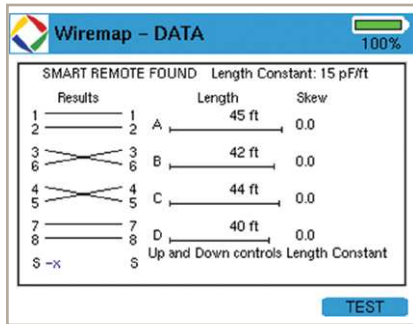 Wiremap – DATA
100%
SMART REMOTE FOUND Length Constant: 15 pF/ft
Results Length Skew
1 1
2 2
A 45 ft 0.0
3 3
6 6
B 42 ft 0.0
4 4
5 5
C 44 ft 0.0
7 7
8 8
D 40 ft 0.0
S -x S
Up and Down controls Length Constant
TEST